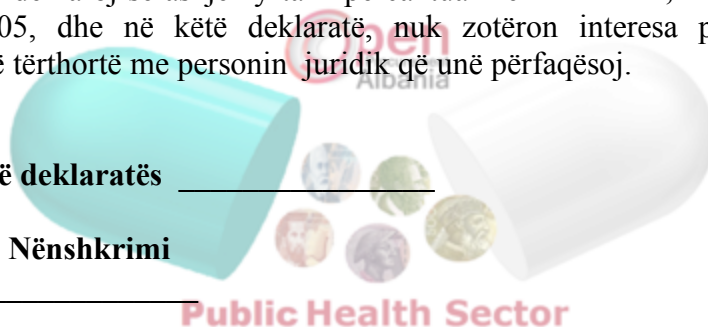 05, dhe në këtë deklaratë, nuk zotëron interesa p
tërthortë me personin juridik që unë përfaqësoj.
Open
Albania
ë deklaratës
Nënshkrimi
Public Health Sector